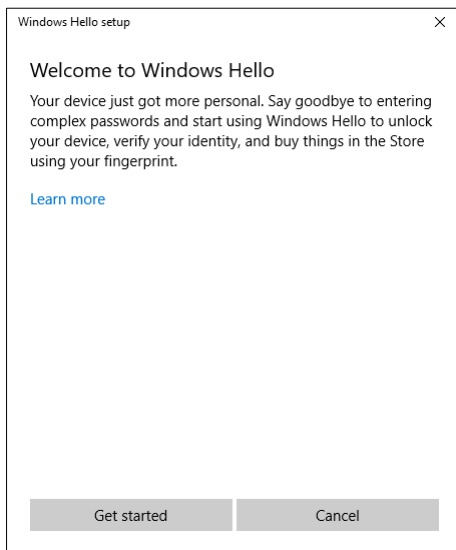 Windows Hello setup
Welcome to Windows Hello
Your device just got more personal. Say goodbye to entering
complex passwords and start using Windows Hello to unlock
your device, verify your identity, and buy things in the Store
using your fingerprint.
Learn more
Get started
Cancel